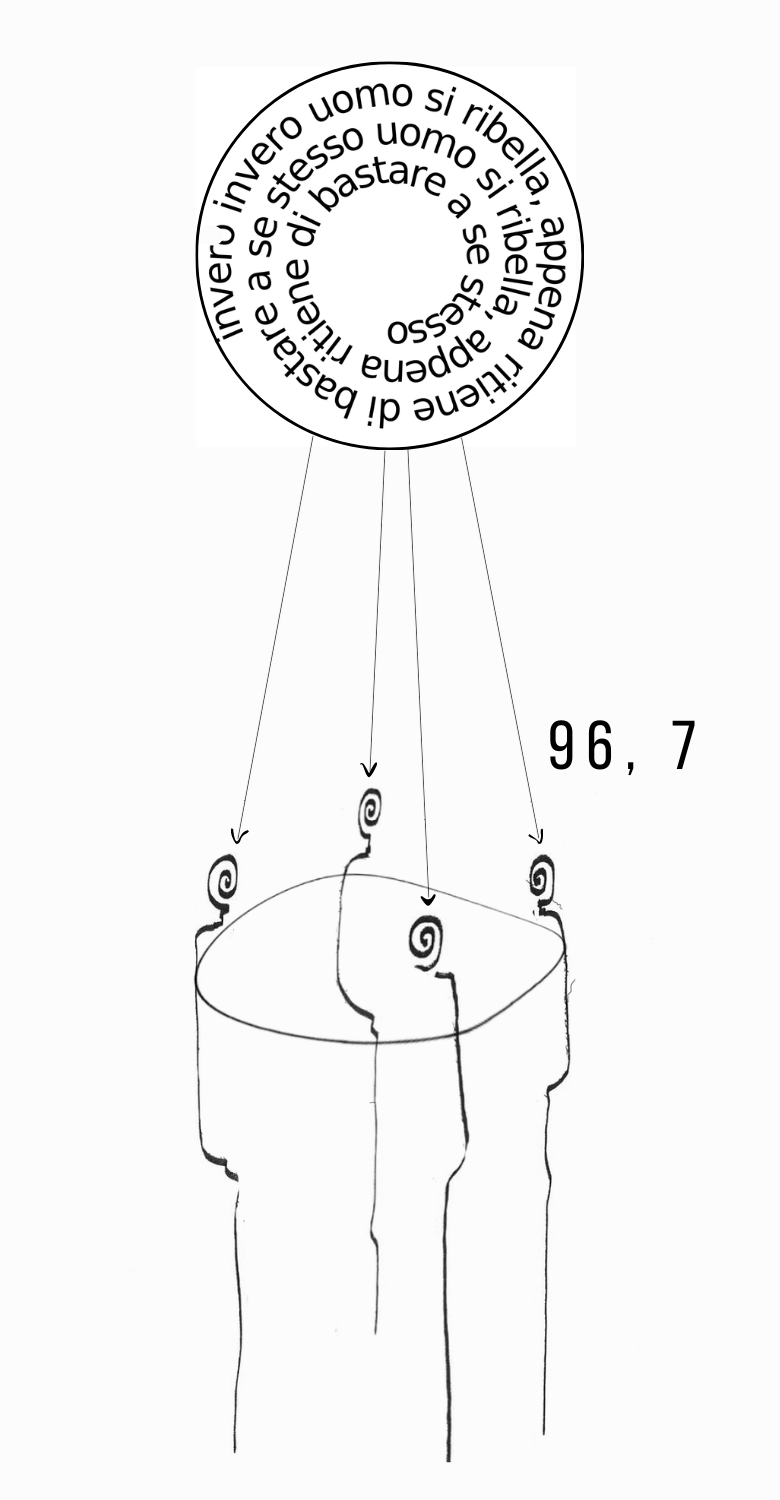 invero invero uomo si ribella, appena ritiene di bastare a se stesso uomo si ribella, appena ritiene di bastare a se stesso
96, 7